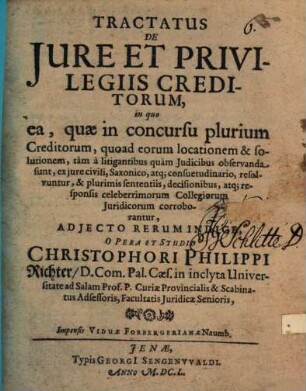 6.
TRACTATUS
DE
JURE ET PRIVI-
LEGIIS CREDI-
TORUM,
in quo
ea, quæ in concursu plurium
Creditorum, quoad eorum locationem & so-
lutionem, tàm à litigantibus quàm Judicibus observanda
sunt, ex jure civili, Saxonico, atq; consuetudinario, resol-
vuntur, & plurimis sententiis, decisionibus, atq; re-
sponsis celeberrimorum Collegiorum
Juridicorum corrobo-
rantur,
ADJECTO RERUM INDICE,
OPERA ET STUDIO
CHRISTOPHORI PHILIPPI
Richter/ D. Com. Pal. Cæs. in inclyta Univer-
sitate ad Salam Prof. P. Curiæ Provincialis & Scabina-
tus Adsessoris, Facultatis Juridicæ Senioris,
Impensis VIDUÆ FORBERGERIANÆ Naumb.
JENÆ,
Typis GEORGI SENGENVVALDI.
ANNO M. DC. L.